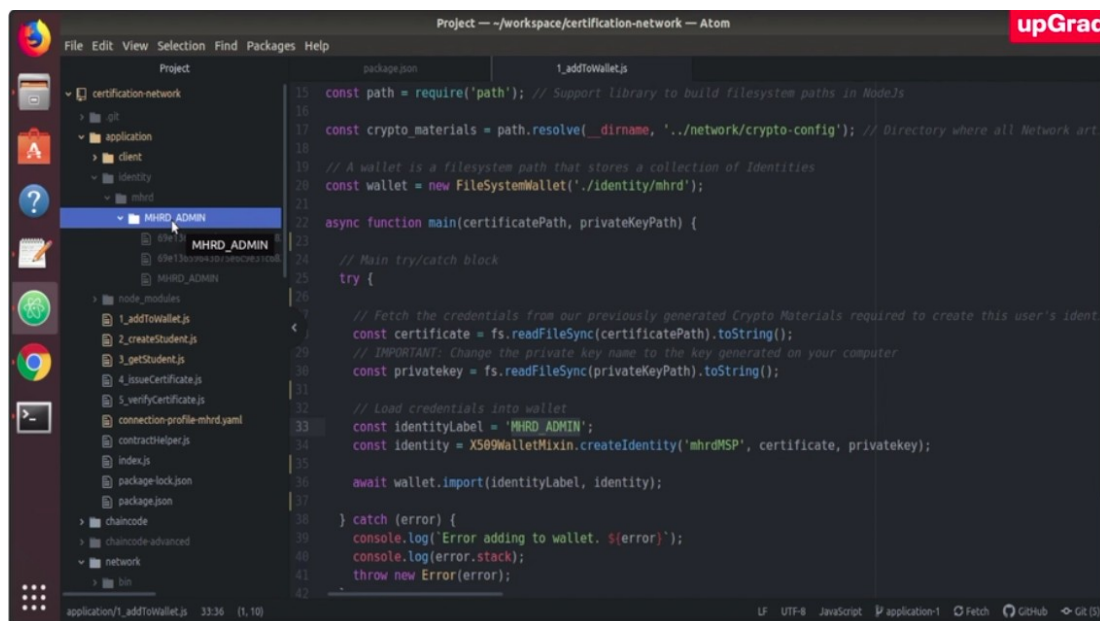 Project — ~/workspace/certification-network — Atom
upGrad
File Edit View Selection Find Packages Help
Project
package.json
1_addToWallet.js
certification-network
.git
application
client
identity
mhrd
MHRD_ADMIN
MHRD_ADMIN
MHRD_ADMIN
node_modules
1_addToWallet.js
2_createStudent.js
3_getStudent.js
4_issueCertificate.js
5_verifyCertificate.js
connection-profile-mhrd.yaml
contractHelper.js
index.js
package-lock.json
package.json
chaincode
chaincode-advanced
network
bin
15 const path = require('path'); // Support library to build filesystem paths in NodeJs
16
17 const crypto_materials = path.resolve(__dirname, '../network/crypto-config'); // Directory where all Network art
18
19 // A wallet is a filesystem path that stores a collection of Identities
20 const wallet = new FileSystemWallet('./identity/mhrd');
21
22 async function main(certificatePath, privateKeyPath) {
23
24 // Main try/catch block
25 try {
26
// Fetch the credentials from our previously generated Crypto Materials required to create this user's ident
28 const certificate = fs.readFileSync(certificatePath).toString();
29 // IMPORTANT: Change the private key name to the key generated on your computer
30 const privatekey = fs.readFileSync(privateKeyPath).toString();
31
32 // Load credentials into wallet
33 const identityLabel = 'MHRD_ADMIN';
34 const identity = X509WalletMixin.createIdentity('mhrdMSP', certificate, privatekey);
35
36 await wallet.import(identityLabel, identity);
37
38 } catch (error) {
39 console.log(`Error adding to wallet. ${error}`);
40 console.log(error.stack);
41 throw new Error(error);
42
application/1_addToWallet.js 33:36 (1, 10)
LF UTF-8 JavaScript application-1 Fetch GitHub Git (5)